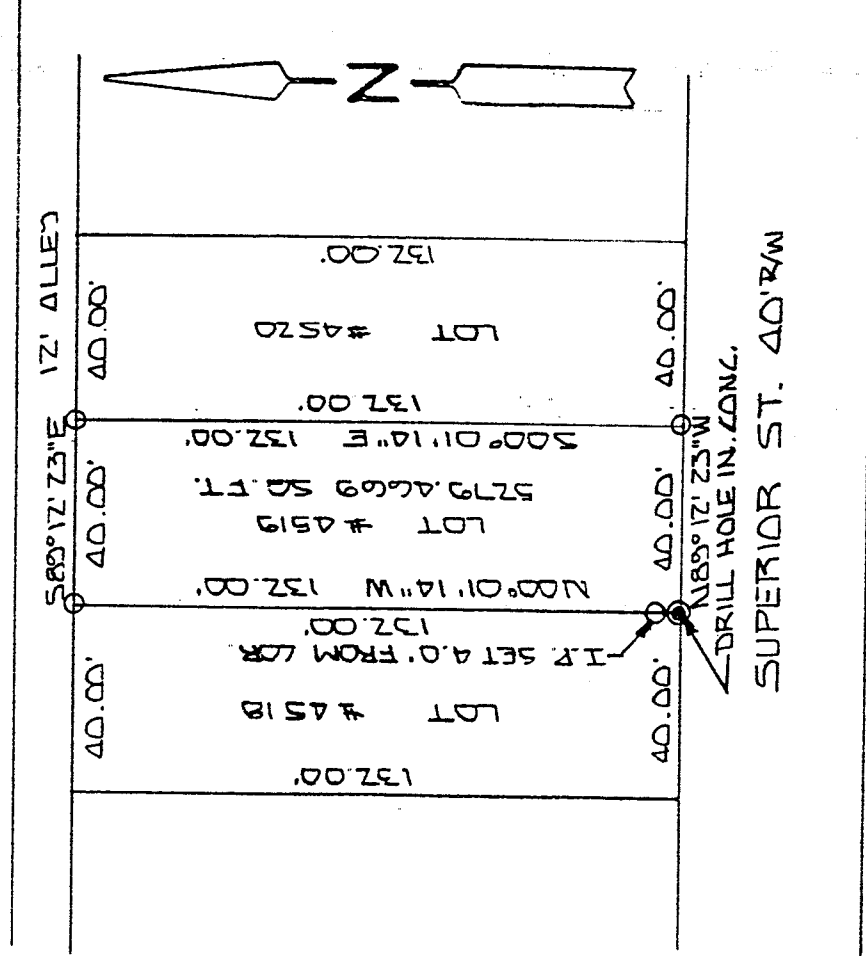 N
12' ALLEY
S89°12'23"E
132.00'
40.00'
LOT #4520
40.00'
132.00'
S00°01'14"E 132.00'
40.00'
LOT #4519
5279.4669 SQ.FT.
40.00'
N00°01'14"W 132.00'
132.00'
I.P. SET 4.0' FROM COR
40.00'
LOT #4518
40.00'
132.00'
N89°12'23"W
DRILL HOLE IN CONC.
SUPERIOR ST. 40'R/W